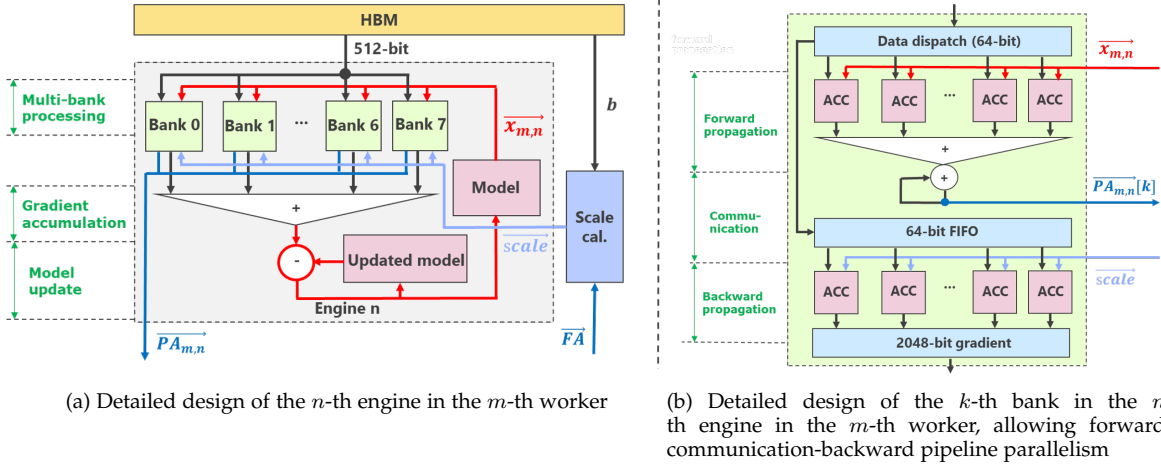 HBM
512-bit
b
Multi-bank
processing
Bank 0
Bank 1
...
Bank 6
Bank 7
x⃗m,n
Model
Gradient
accumulation
+
scale
Scale
cal.
-
Updated model
Model
update
Engine n
PAm,n
FA
(a) Detailed design of the n-th engine in the m-th worker
forward
propagation
Data dispatch (64-bit)
x⃗m,n
ACC
ACC
...
ACC
ACC
Forward
propagation
+
+
PAm,n[k]
Commu-
nication
64-bit FIFO
scale
ACC
ACC
...
ACC
ACC
Backward
propagation
2048-bit gradient
(b) Detailed design of the k-th bank in the n
th engine in the m-th worker, allowing forward
communication-backward pipeline parallelism